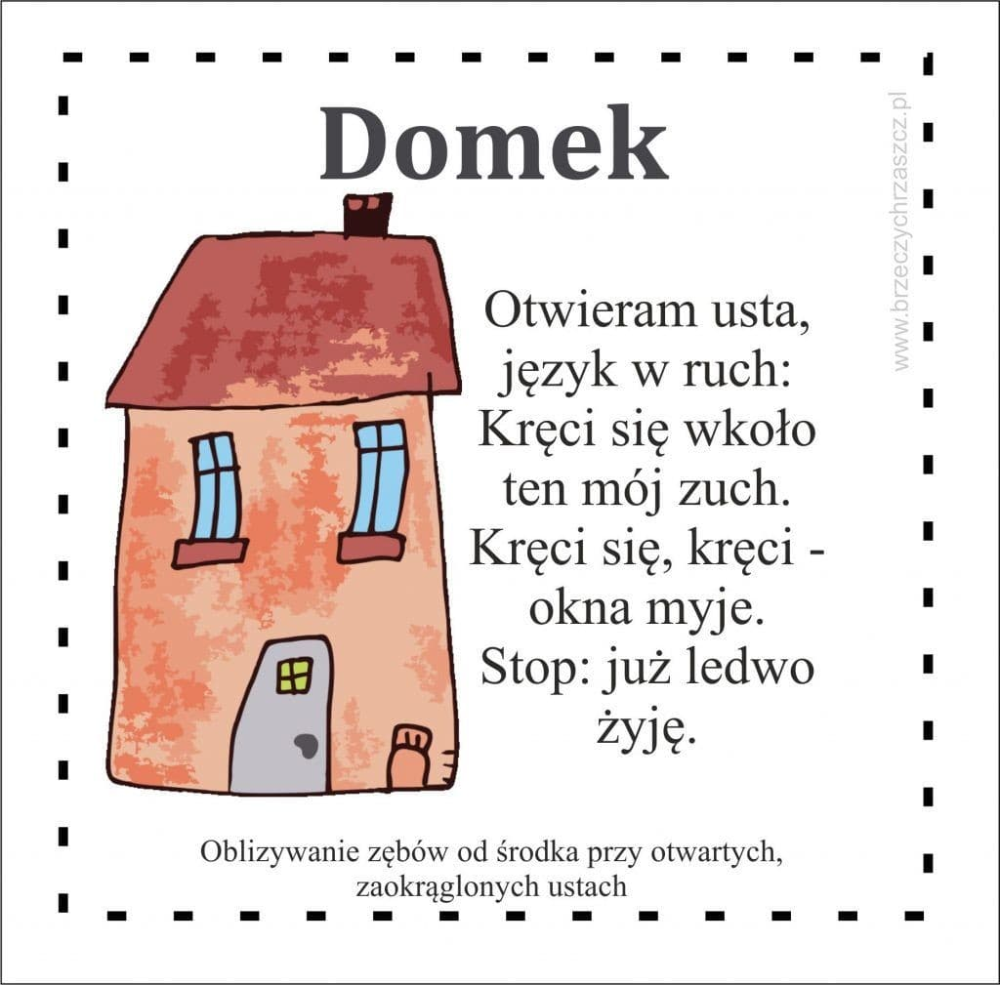 Domek
www.brzeczychrzaszcz.pl
Otwieram usta,
język w ruch:
Kręci się wkoło
ten mój zuch.
Kręci się, kręci -
okna myje.
Stop: już ledwo
żyję.
Oblizywanie zębów od środka przy otwartych,
zaokrąglonych ustach